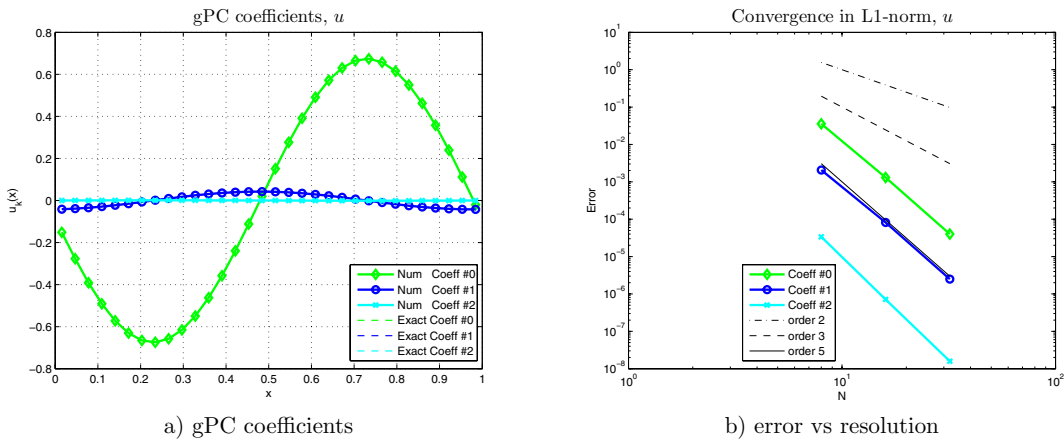 gPC coefficients, u
0.8
0.6
0.4
0.2
0
−0.2
−0.4
−0.6
−0.8
u_k(x)
0 0.1 0.2 0.3 0.4 0.5 0.6 0.7 0.8 0.9 1
x
Num Coeff #0
Num Coeff #1
Num Coeff #2
Exact Coeff #0
Exact Coeff #1
Exact Coeff #2
a) gPC coefficients
Convergence in L1-norm, u
10^1
10^0
10^−1
10^−2
10^−3
10^−4
10^−5
10^−6
10^−7
10^−8
Error
10^0 10^1 10^2
N
Coeff #0
Coeff #1
Coeff #2
order 2
order 3
order 5
b) error vs resolution